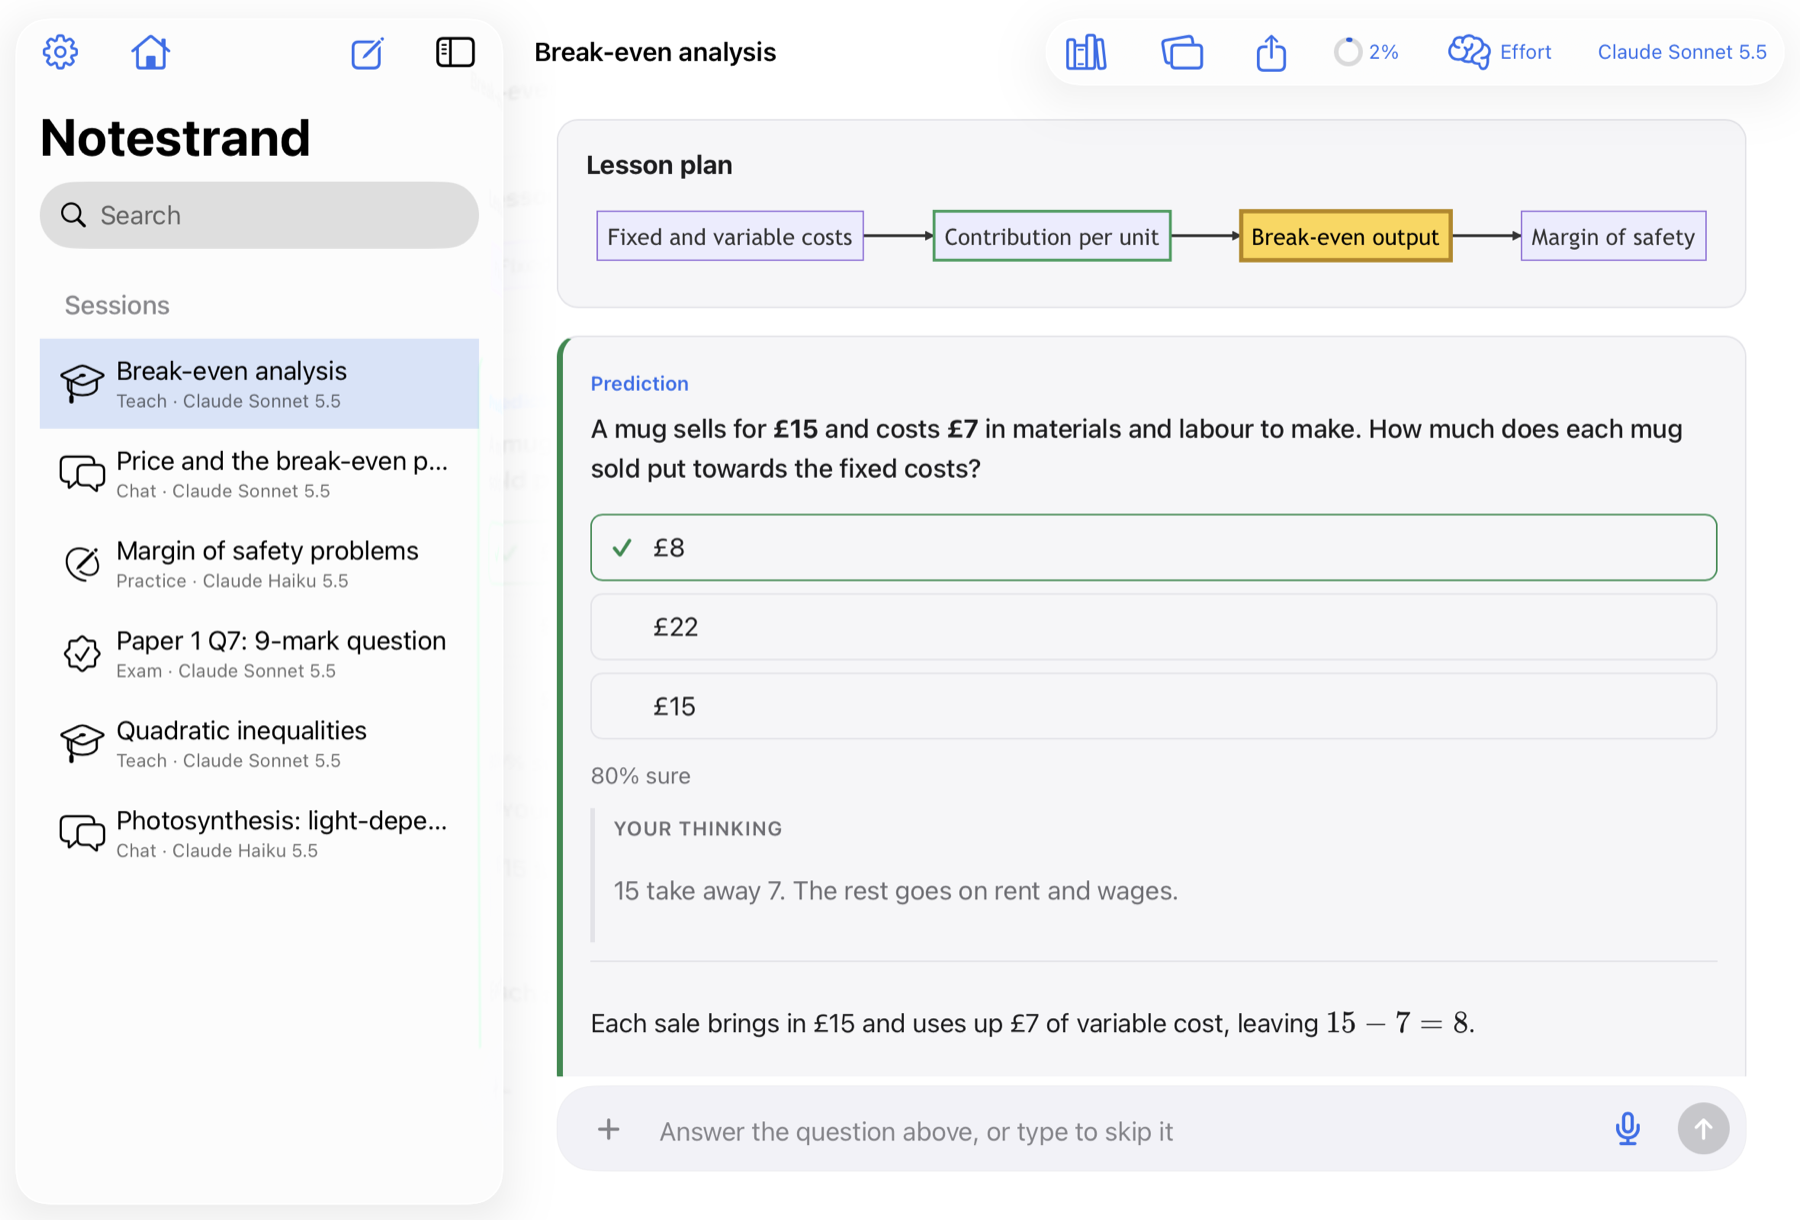 Notestrand
Search
Sessions
Break-even analysis
Teach · Claude Sonnet 5.5
Price and the break-even p...
Chat · Claude Sonnet 5.5
Margin of safety problems
Practice · Claude Haiku 5.5
Paper 1 Q7: 9-mark question
Exam · Claude Sonnet 5.5
Quadratic inequalities
Teach · Claude Sonnet 5.5
Photosynthesis: light-depe...
Chat · Claude Haiku 5.5
Break-even analysis
2%
Effort
Claude Sonnet 5.5
Lesson plan
Fixed and variable costs
Contribution per unit
Break-even output
Margin of safety
Prediction
A mug sells for £15 and costs £7 in materials and labour to make. How much does each mug
sold put towards the fixed costs?
£8
£22
£15
80% sure
YOUR THINKING
15 take away 7. The rest goes on rent and wages.
Each sale brings in £15 and uses up £7 of variable cost, leaving 15 − 7 = 8.
Answer the question above, or type to skip it